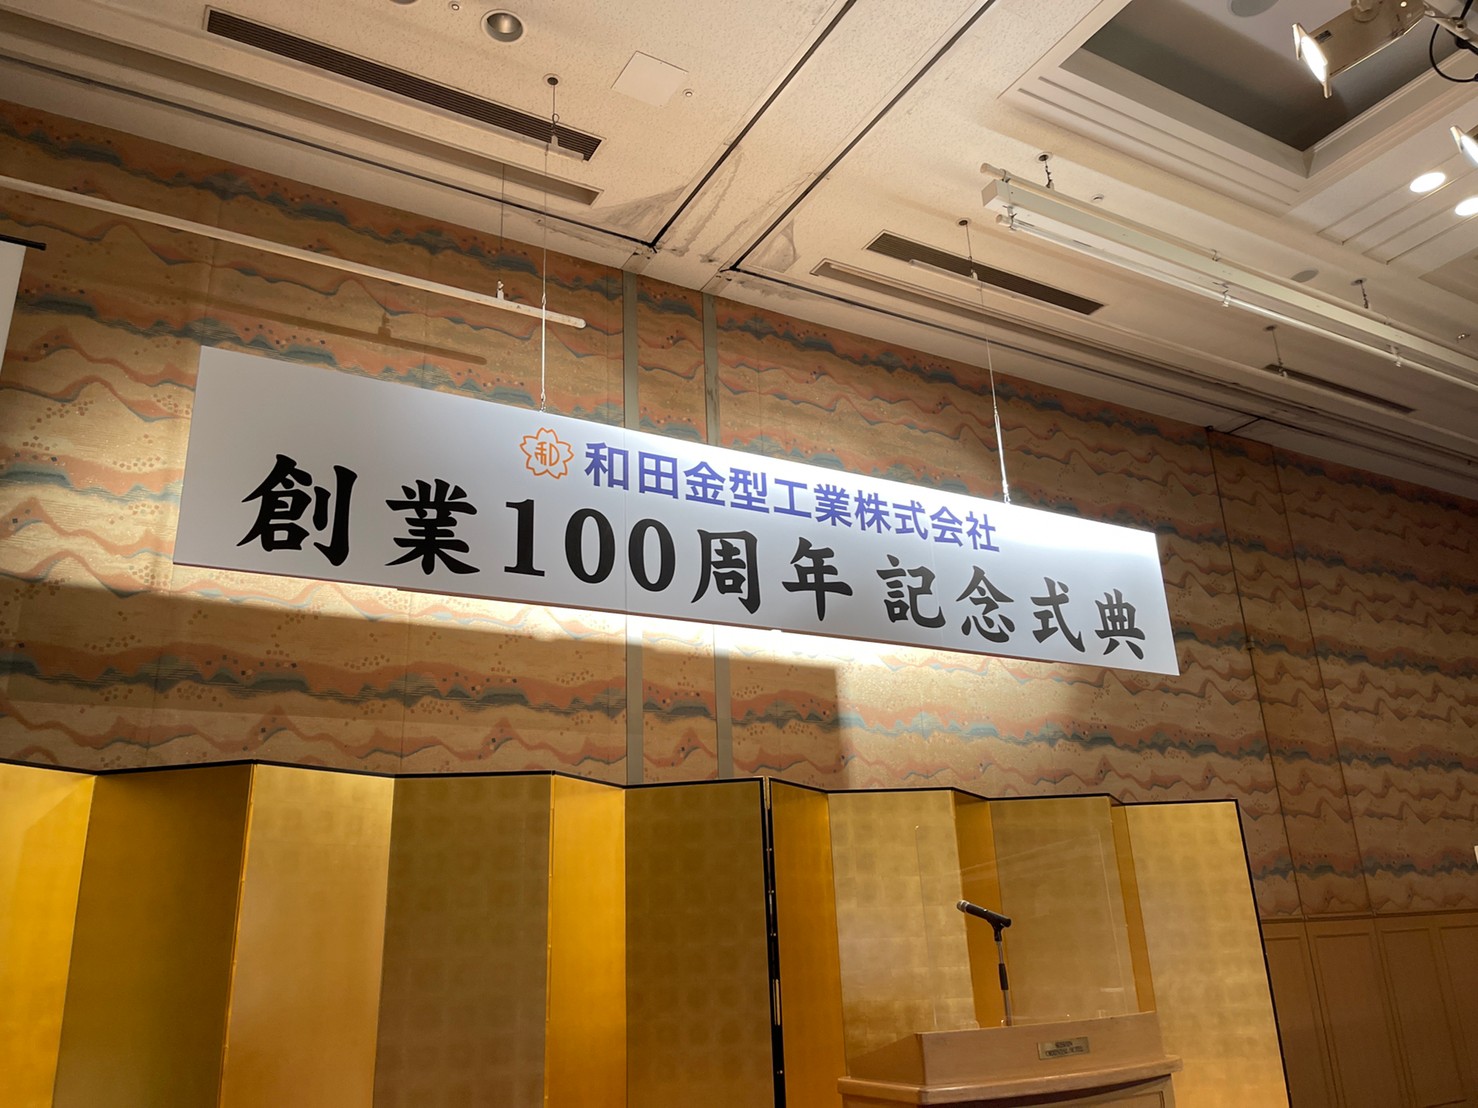 和
和田金型工業株式会社
創業100周年 記念式典